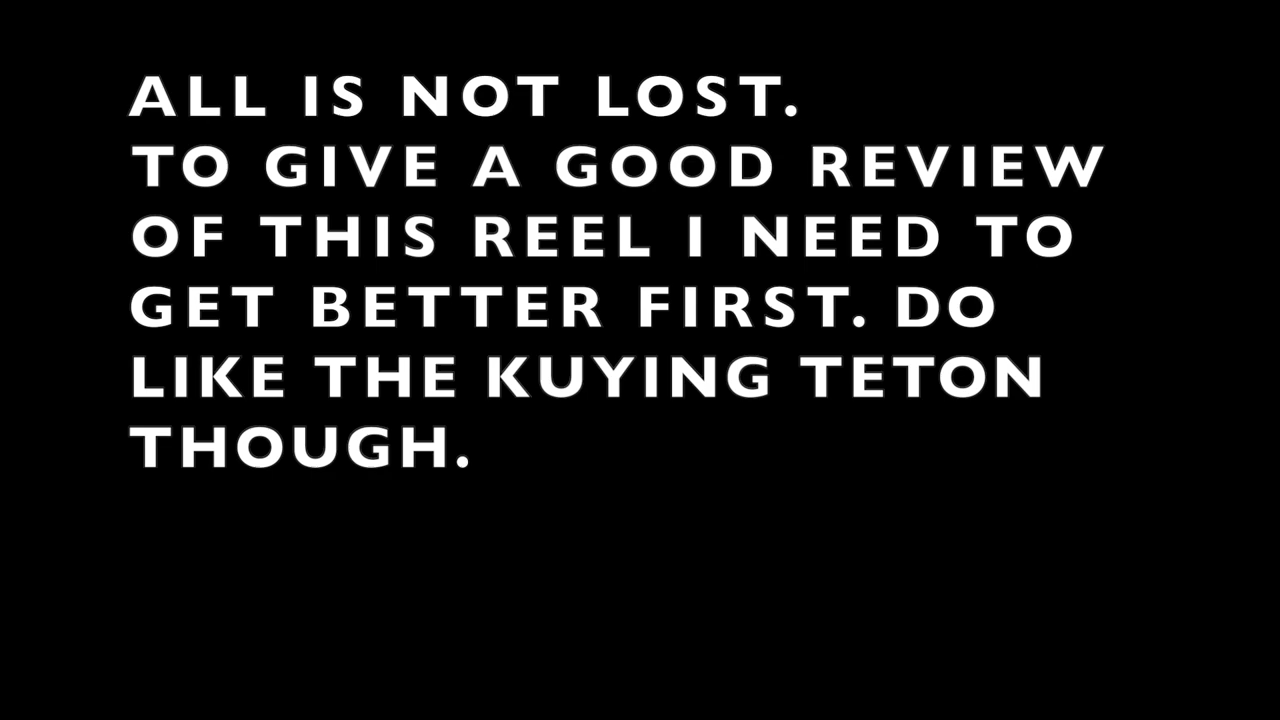 ALL IS NOT LOST.
TO GIVE A GOOD REVIEW
OF THIS REEL I NEED TO
GET BETTER FIRST. DO
LIKE THE KUYING TETON
THOUGH.